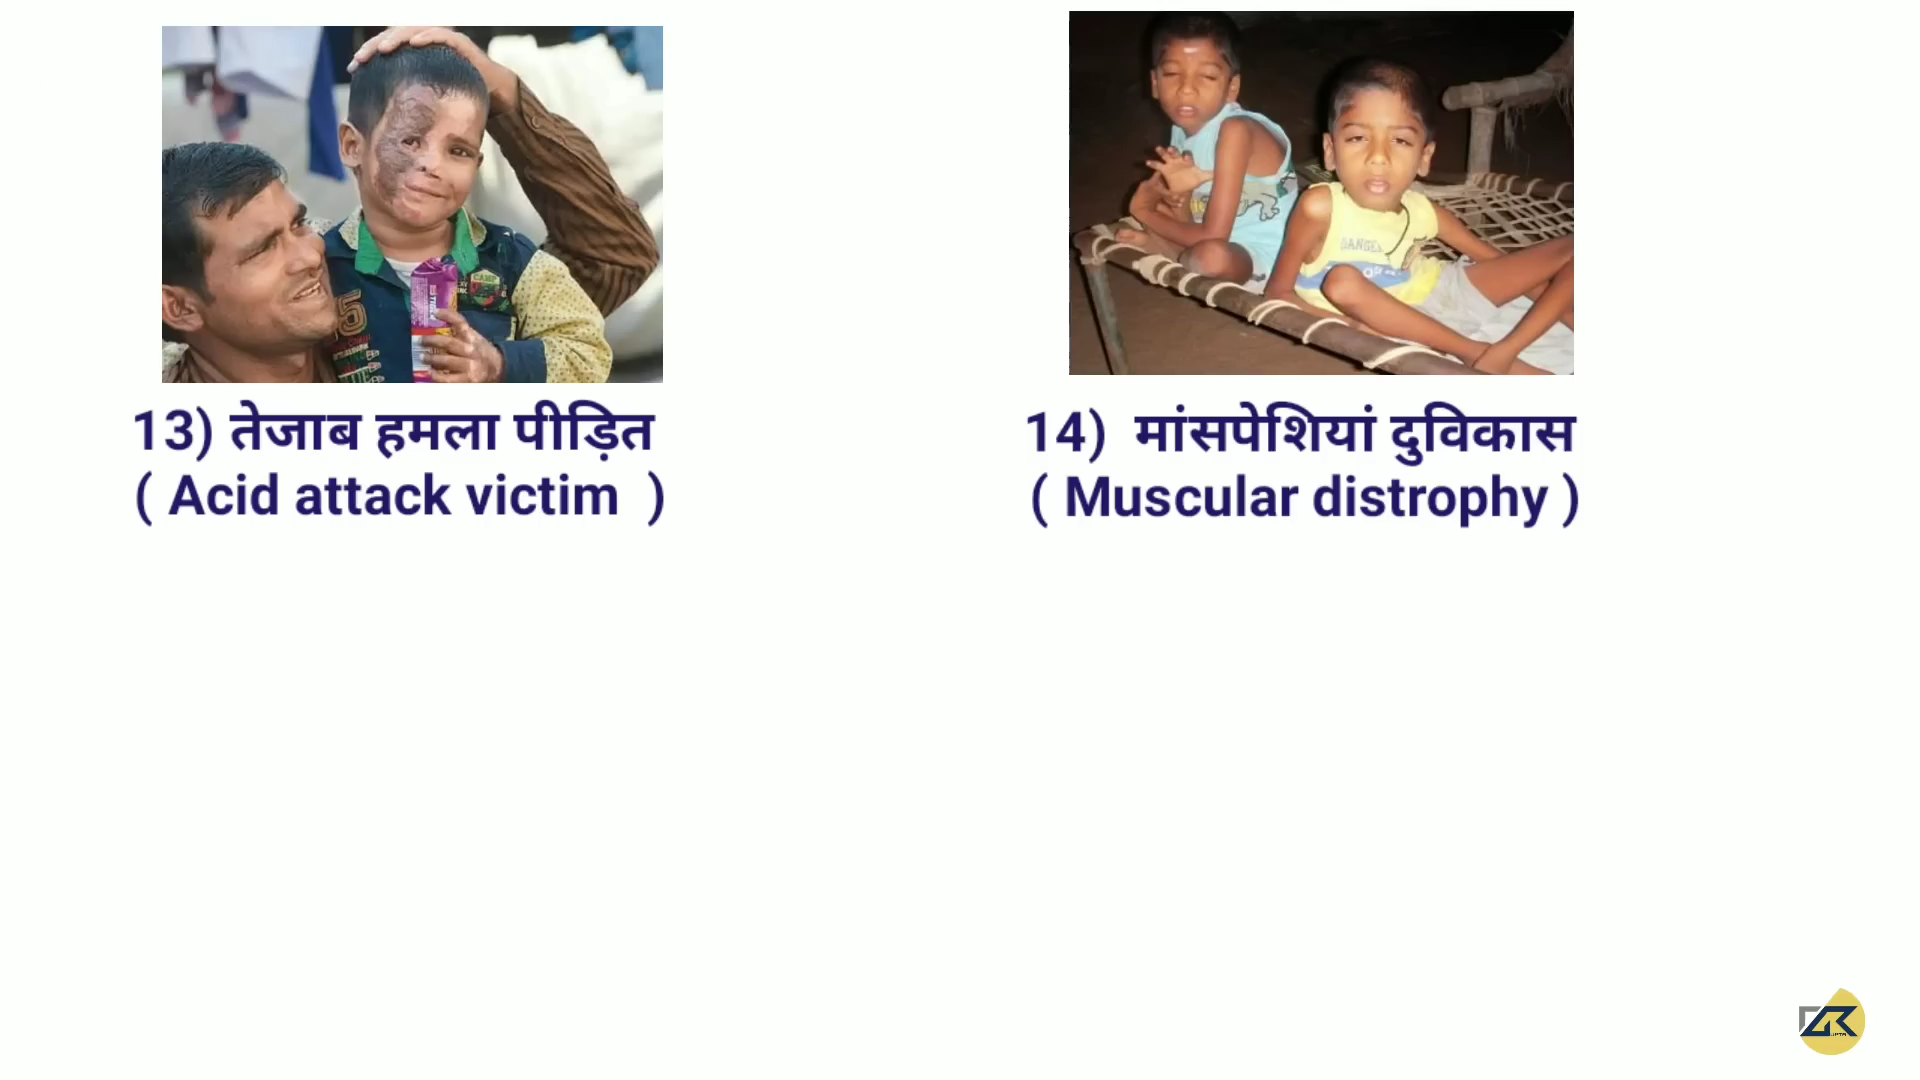 13) तेजाब हमला पीड़ित
( Acid attack victim )
14) मांसपेशियां दुविकास
( Muscular distrophy )